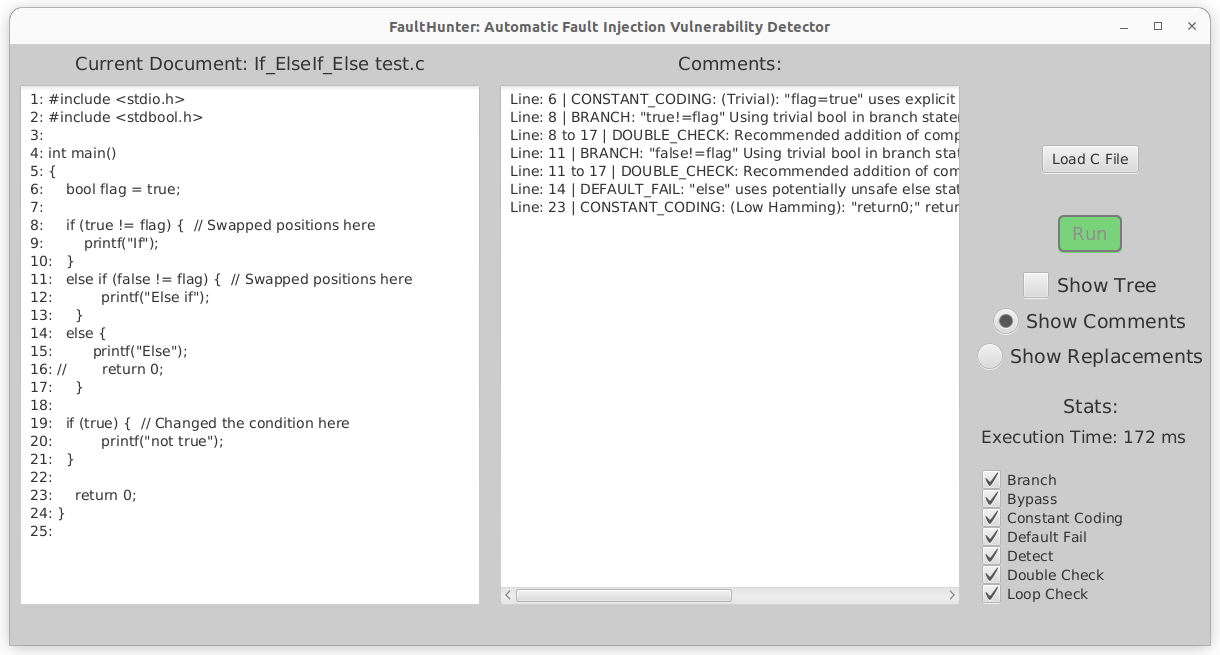 FaultHunter: Automatic Fault Injection Vulnerability Detector
Current Document: If_ElseIf_Else test.c
1: #include <stdio.h>
2: #include <stdbool.h>
3:
4: int main()
5: {
6:    bool flag = true;
7:
8:    if (true != flag) {  // Swapped positions here
9:        printf("If");
10:   }
11:   else if (false != flag) {  // Swapped positions here
12:           printf("Else if");
13:     }
14:   else {
15:         printf("Else");
16: //        return 0;
17:     }
18:
19:   if (true) {  // Changed the condition here
20:           printf("not true");
21:   }
22:
23:     return 0;
24: }
25:
Comments:
Line: 6 | CONSTANT_CODING: (Trivial): "flag=true" uses explicit
Line: 8 | BRANCH: "true!=flag" Using trivial bool in branch
Line: 8 to 17 | DOUBLE_CHECK: Recommended addition of
Line: 11 | BRANCH: "false!=flag" Using trivial bool in branch
Line: 11 to 17 | DOUBLE_CHECK: Recommended addition of
Line: 14 | DEFAULT_FAIL: "else" uses potentially unsafe else
Line: 23 | CONSTANT_CODING: (Low Hamming): "return0;"
Load C File
Run
Show Tree
Show Comments
Show Replacements
Stats:
Execution Time: 172 ms
Branch
Bypass
Constant Coding
Default Fail
Detect
Double Check
Loop Check